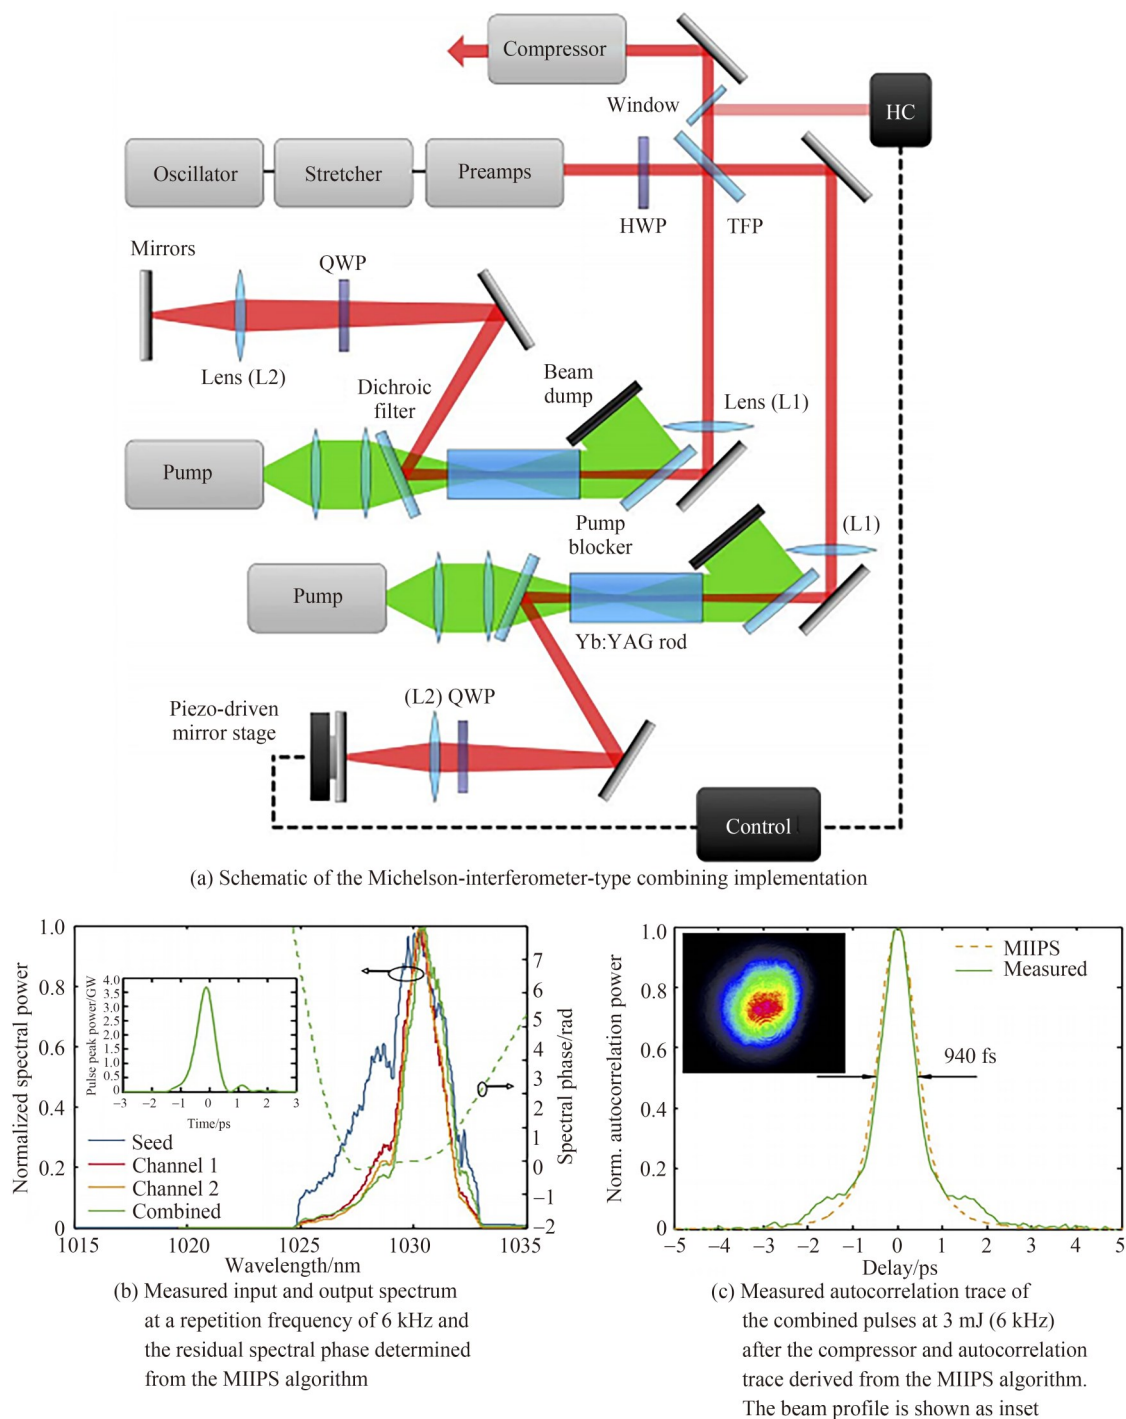 Compressor
Window
HC
Oscillator
Stretcher
Preamps
HWP
TFP
Mirrors
QWP
Lens (L2)
Dichroic
filter
Beam
dump
Lens (L1)
Pump
Pump
blocker
(L1)
Pump
Yb:YAG rod
(L2) QWP
Piezo-driven
mirror stage
Control
(a) Schematic of the Michelson-interferometer-type combining implementation
Normalized spectral power
1.0
0.8
0.6
0.4
0.2
0
1015
1020
1025
1030
1035
Wavelength/nm
7
6
5
4
3
2
1
0
−1
−2
Spectral phase/rad
Pulse peak power/GW
4.0
3.5
3.0
2.5
2.0
1.5
1.0
0.5
0
−3
−2
−1
0
1
2
3
Time/ps
Seed
Channel 1
Channel 2
Combined
(b) Measured input and output spectrum
at a repetition frequency of 6 kHz and
the residual spectral phase determined
from the MIIPS algorithm
Norm. autocorrelation power
1.0
0.8
0.6
0.4
0.2
0
−5
−4
−3
−2
−1
0
1
2
3
4
5
Delay/ps
MIIPS
Measured
940 fs
(c) Measured autocorrelation trace of
the combined pulses at 3 mJ (6 kHz)
after the compressor and autocorrelation
trace derived from the MIIPS algorithm.
The beam profile is shown as inset